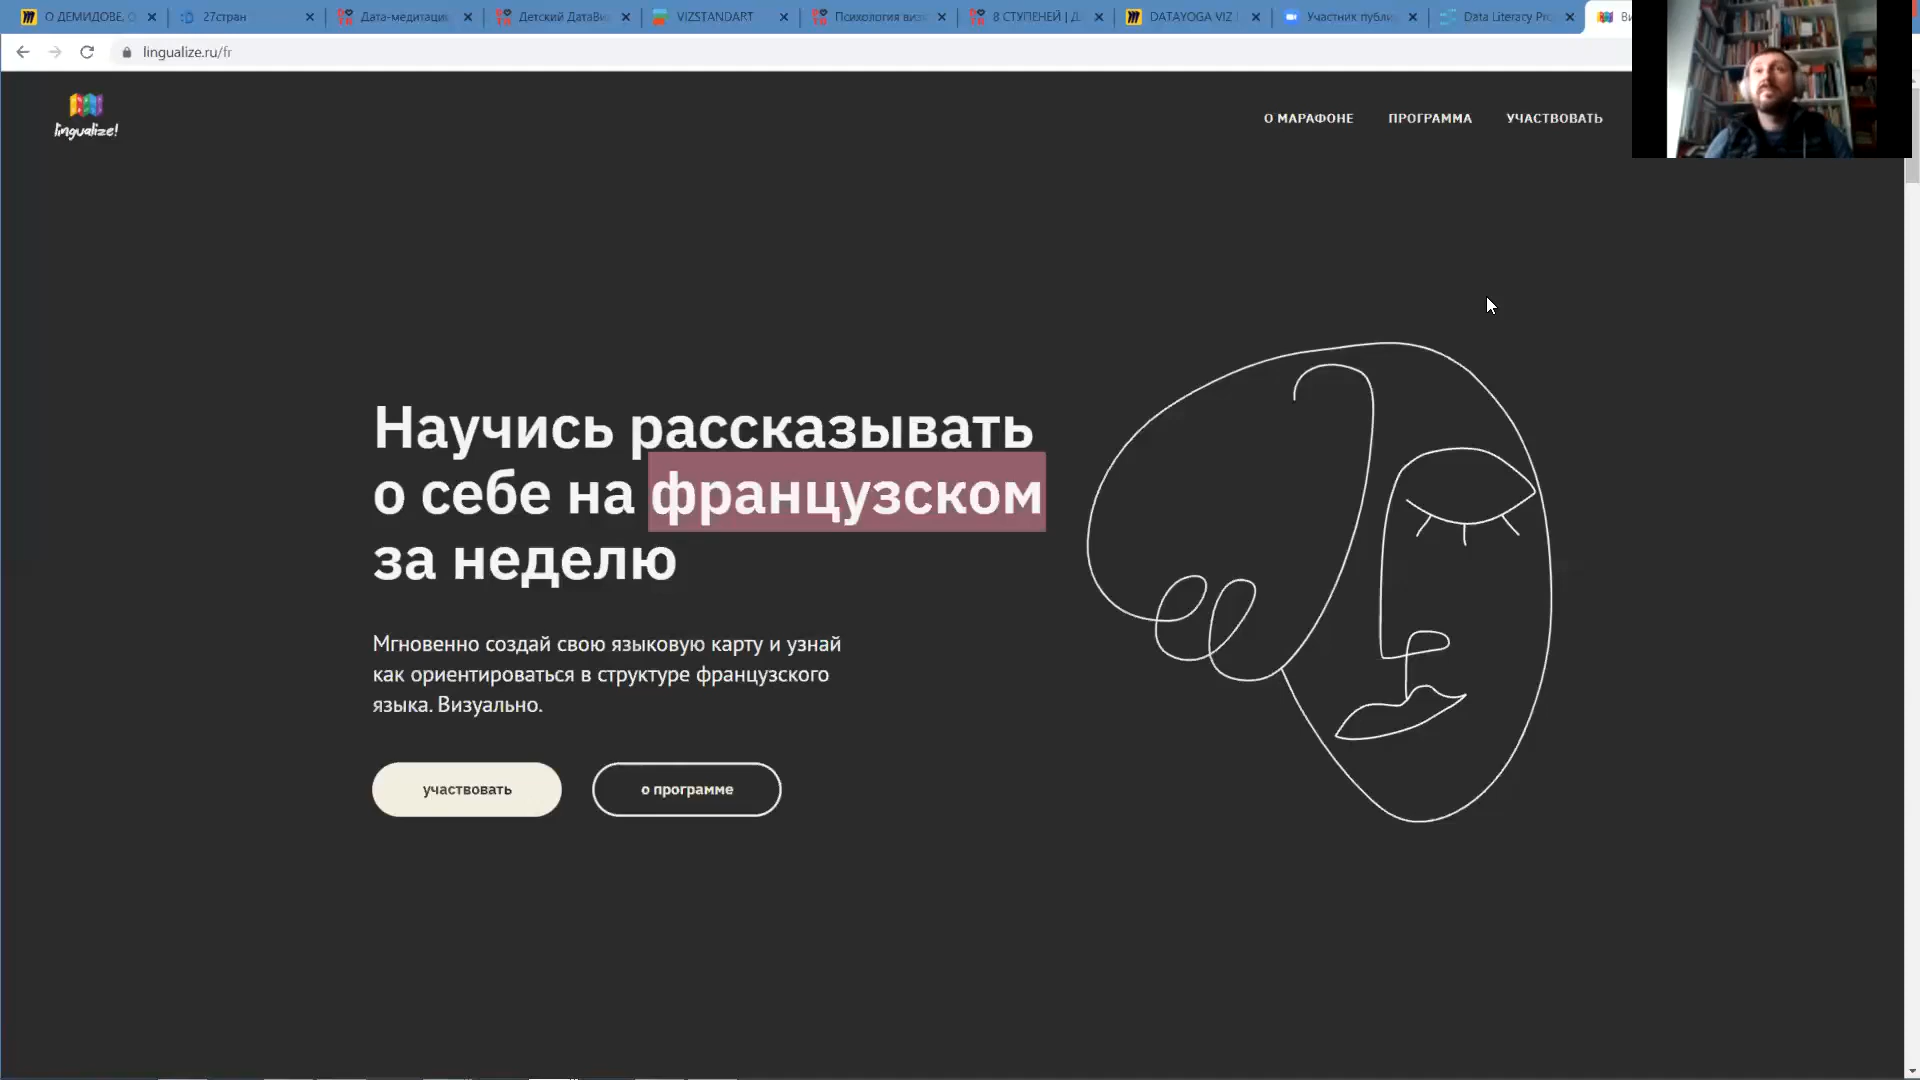 О ДЕМИДОВЕ, О
27стран
Дата-медитаци
Детский ДатаВи
VIZSTANDART
Психология виз
8 СТУПЕНЕЙ | Д
DATAYOGA VIZ
Участник публи
Data Literacy Pro
lingualize.ru/fr
lingualize!
О МАРАФОНЕ
ПРОГРАММА
УЧАСТВОВАТЬ
Научись рассказывать
о себе на французском
за неделю
Мгновенно создай свою языковую карту и узнай
как ориентироваться в структуре французского
языка. Визуально.
участвовать
о программе